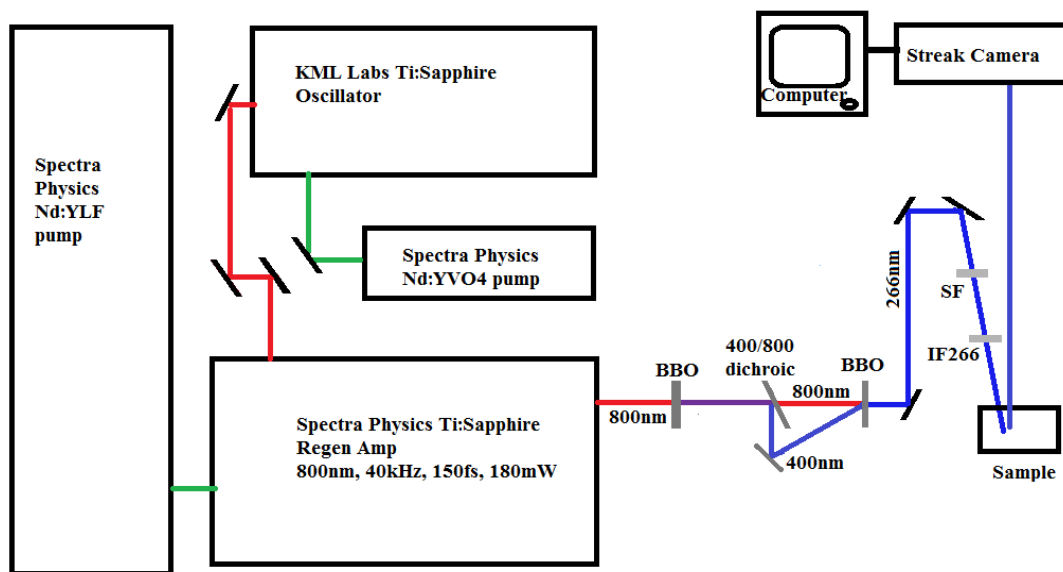 KML Labs Ti:Sapphire
Oscillator
Streak Camera
Computer
Spectra
Physics
Nd:YLF
pump
Spectra Physics
Nd:YVO4 pump
266nm
SF
IF266
400/800
dichroic
BBO
BBO
800nm
800nm
400nm
Spectra Physics Ti:Sapphire
Regen Amp
800nm, 40kHz, 150fs, 180mW
Sample